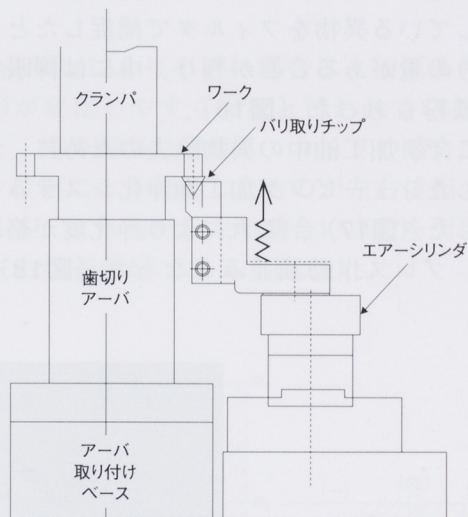 クランパ
ワーク
バリ取りチップ
エアーシリンダ
歯切り
アーバ
アーバ
取り付け
ベース